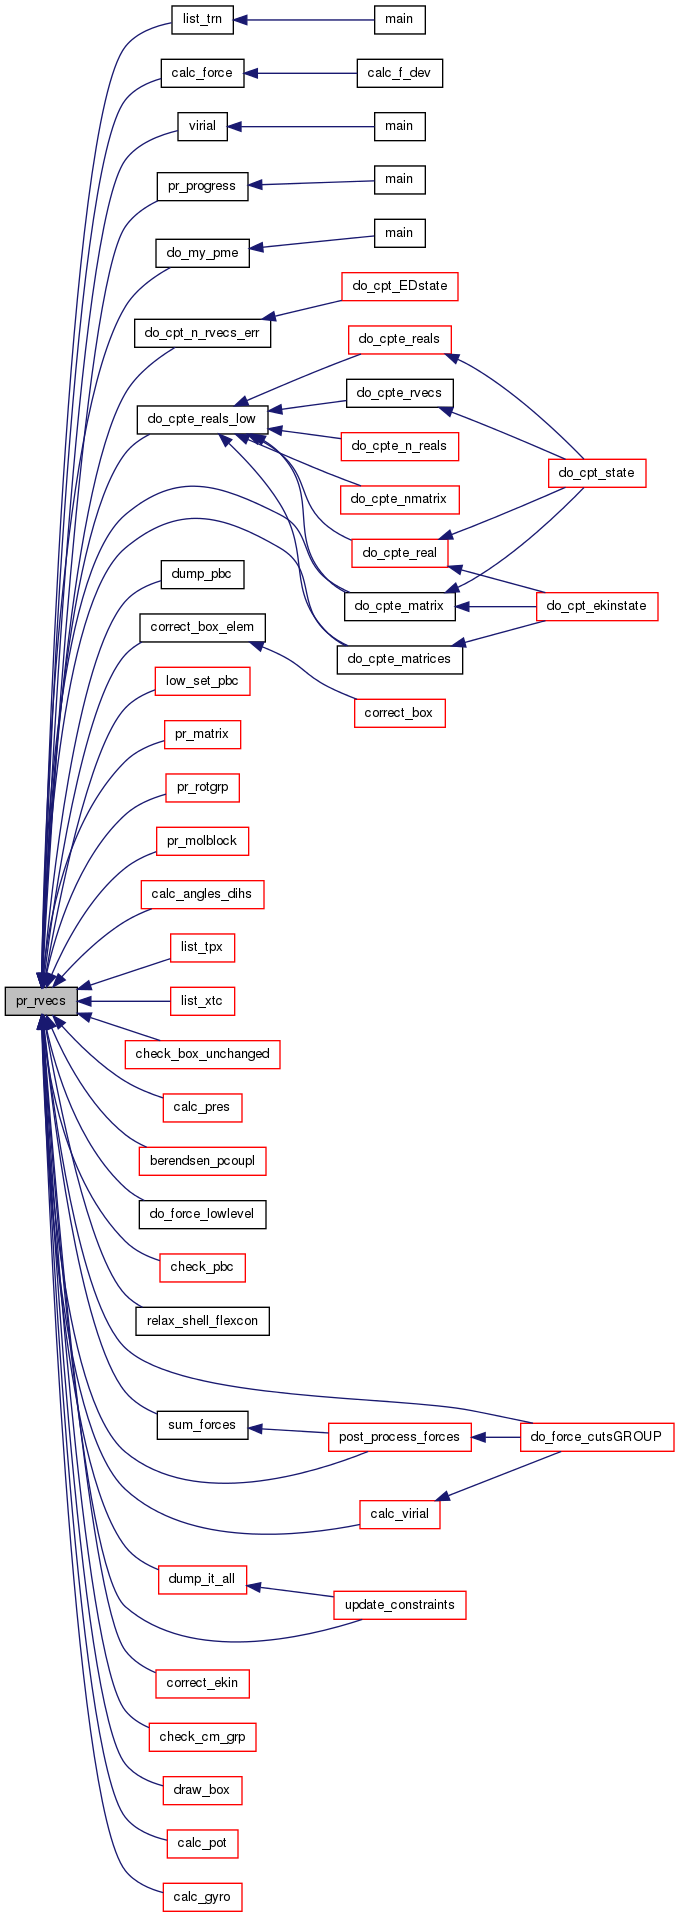 list_trn
main
calc_force
calc_f_dev
virial
main
pr_progress
main
do_my_pme
main
do_cpt_EDstate
do_cpt_n_rvecs_err
do_cpte_reals
do_cpte_rvecs
do_cpte_reals_low
do_cpte_n_reals
do_cpt_state
do_cpte_nmatrix
do_cpte_real
dump_pbc
do_cpte_matrix
do_cpt_ekinstate
correct_box_elem
do_cpte_matrices
low_set_pbc
correct_box
pr_matrix
pr_rotgrp
pr_molblock
calc_angles_dihs
list_tpx
pr_rvecs
list_xtc
check_box_unchanged
calc_pres
berendsen_pcoupl
do_force_lowlevel
check_pbc
relax_shell_flexcon
sum_forces
post_process_forces
do_force_cutsGROUP
calc_virial
dump_it_all
update_constraints
correct_ekin
check_cm_grp
draw_box
calc_pot
calc_gyro